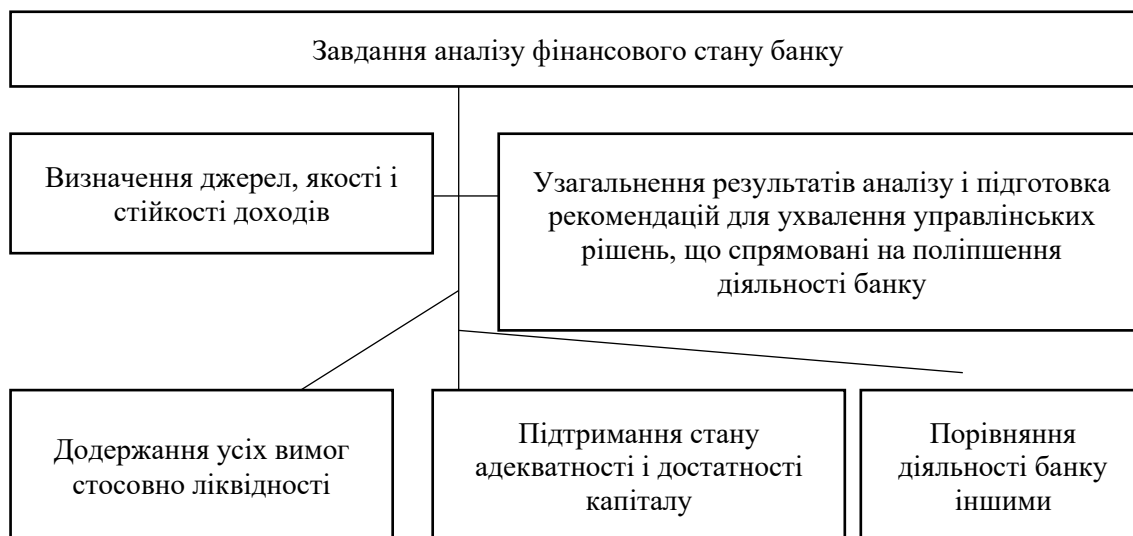 Завдання аналізу фінансового стану банку
Визначення джерел, якості і
стійкості доходів
Узагальнення результатів аналізу і підготовка
рекомендацій для ухвалення управлінських
рішень, що спрямовані на поліпшення
діяльності банку
Додержання усіх вимог
стосовно ліквідності
Підтримання стану
адекватності і достатності
капіталу
Порівняння
діяльності банку
іншими